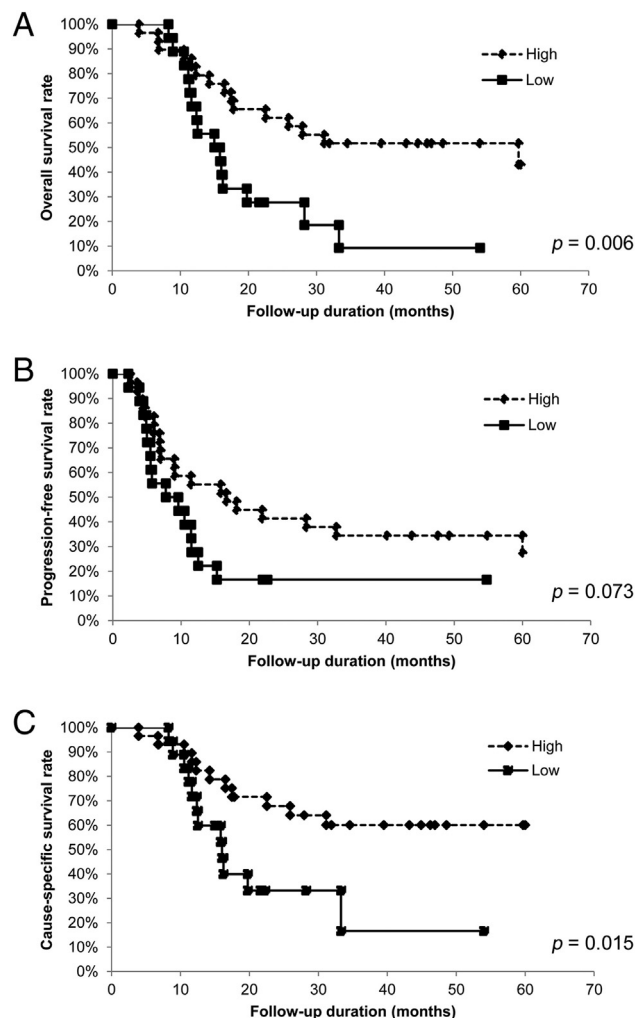 A
100%
90%
80%
70%
60%
50%
40%
30%
20%
10%
0%
Overall survival rate
High
Low
p = 0.006
0 10 20 30 40 50 60 70
Follow-up duration (months)
B
100%
90%
80%
70%
60%
50%
40%
30%
20%
10%
0%
Progression-free survival rate
High
Low
p = 0.073
0 10 20 30 40 50 60 70
Follow-up duration (months)
C
100%
90%
80%
70%
60%
50%
40%
30%
20%
10%
0%
Cause-specific survival rate
High
Low
p = 0.015
0 10 20 30 40 50 60 70
Follow-up duration (months)